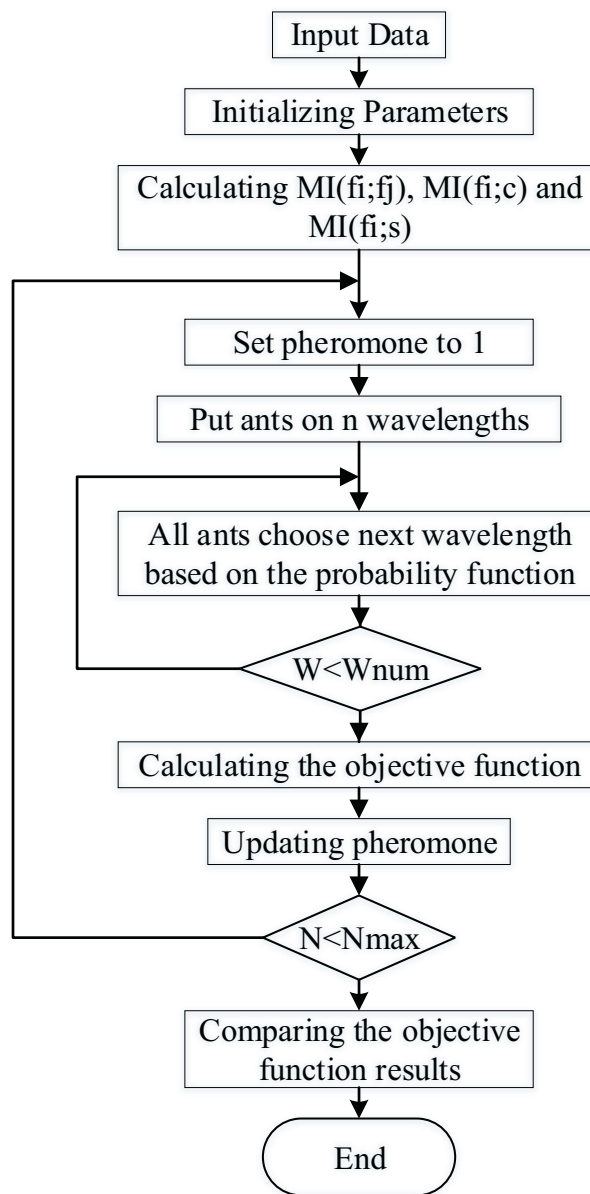 Input Data
Initializing Parameters
Calculating MI(fi;fj), MI(fi;c) and
MI(fi;s)
Set pheromone to 1
Put ants on n wavelengths
All ants choose next wavelength
based on the probability function
W<Wnum
Calculating the objective function
Updating pheromone
N<Nmax
Comparing the objective
function results
End